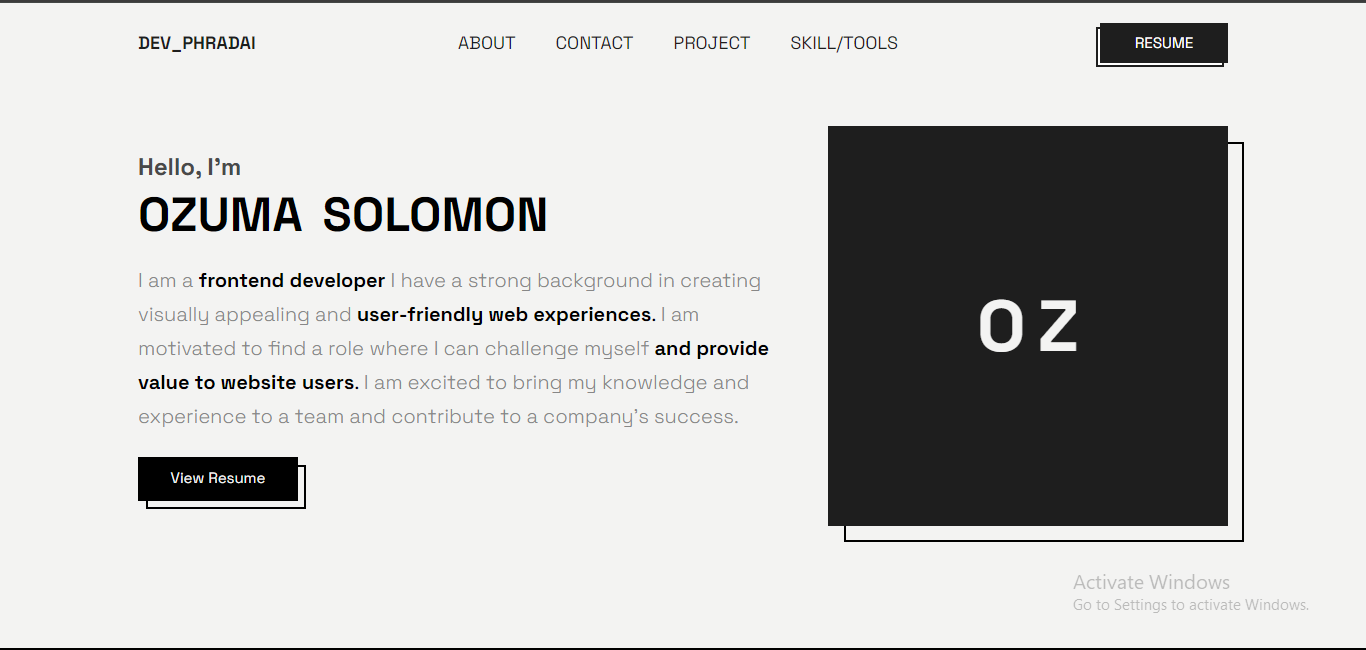 DEV_PHRADAI
ABOUT CONTACT PROJECT SKILL/TOOLS
RESUME
Hello, I’m
OZUMA SOLOMON
I am a frontend developer I have a strong background in creating
visually appealing and user-friendly web experiences. I am
motivated to find a role where I can challenge myself and provide
value to website users. I am excited to bring my knowledge and
experience to a team and contribute to a company’s success.
View Resume
OZ
Activate Windows
Go to Settings to activate Windows.